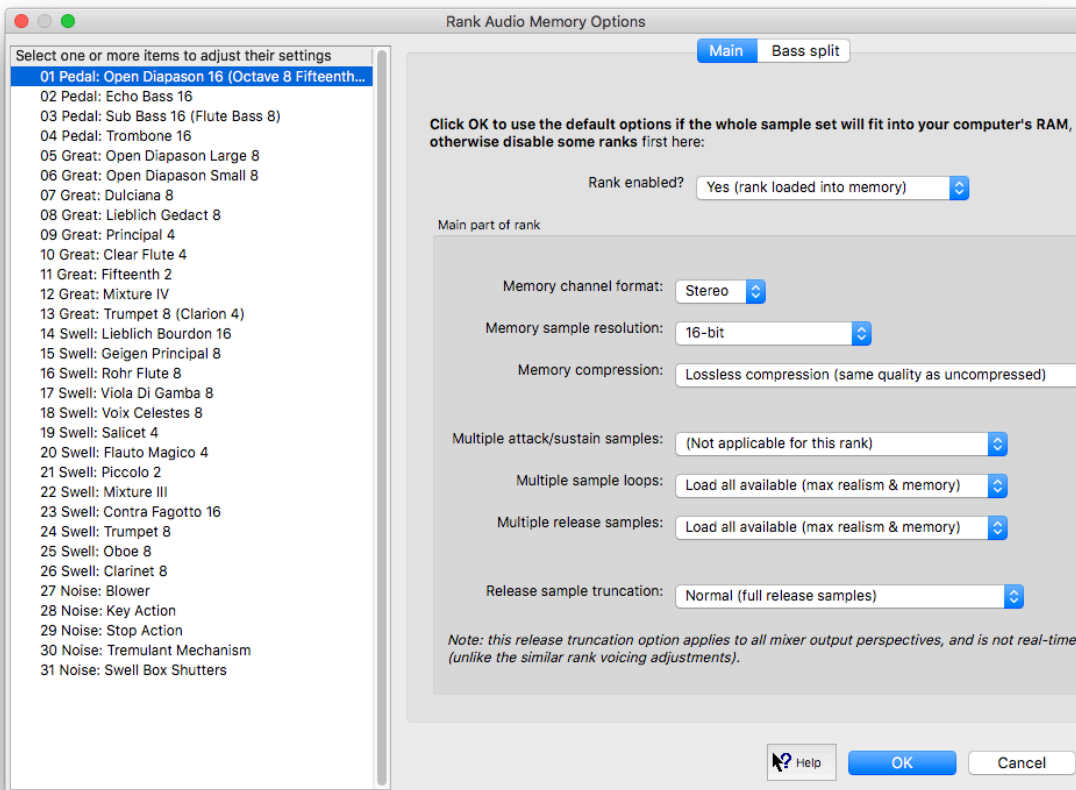 Rank Audio Memory Options
Select one or more items to adjust their settings
01 Pedal: Open Diapason 16 (Octave 8 Fifteenth...
02 Pedal: Echo Bass 16
03 Pedal: Sub Bass 16 (Flute Bass 8)
04 Pedal: Trombone 16
05 Great: Open Diapason Large 8
06 Great: Open Diapason Small 8
07 Great: Dulciana 8
08 Great: Lieblich Gedact 8
09 Great: Principal 4
10 Great: Clear Flute 4
11 Great: Fifteenth 2
12 Great: Mixture IV
13 Great: Trumpet 8 (Clarion 4)
14 Swell: Lieblich Bourdon 16
15 Swell: Geigen Principal 8
16 Swell: Rohr Flute 8
17 Swell: Viola Di Gamba 8
18 Swell: Voix Celestes 8
19 Swell: Salicet 4
20 Swell: Flauto Magico 4
21 Swell: Piccolo 2
22 Swell: Mixture III
23 Swell: Contra Fagotto 16
24 Swell: Trumpet 8
25 Swell: Oboe 8
26 Swell: Clarinet 8
27 Noise: Blower
28 Noise: Key Action
29 Noise: Stop Action
30 Noise: Tremulant Mechanism
31 Noise: Swell Box Shutters
Main Bass split
Click OK to use the default options if the whole sample set will fit into your computer's RAM,
otherwise disable some ranks first here:
Rank enabled? Yes (rank loaded into memory)
Main part of rank
Memory channel format: Stereo
Memory sample resolution: 16-bit
Memory compression: Lossless compression (same quality as uncompressed)
Multiple attack/sustain samples: (Not applicable for this rank)
Multiple sample loops: Load all available (max realism & memory)
Multiple release samples: Load all available (max realism & memory)
Release sample truncation: Normal (full release samples)
Note: this release truncation option applies to all mixer output perspectives, and is not real-time
(unlike the similar rank voicing adjustments).
Help OK Cancel